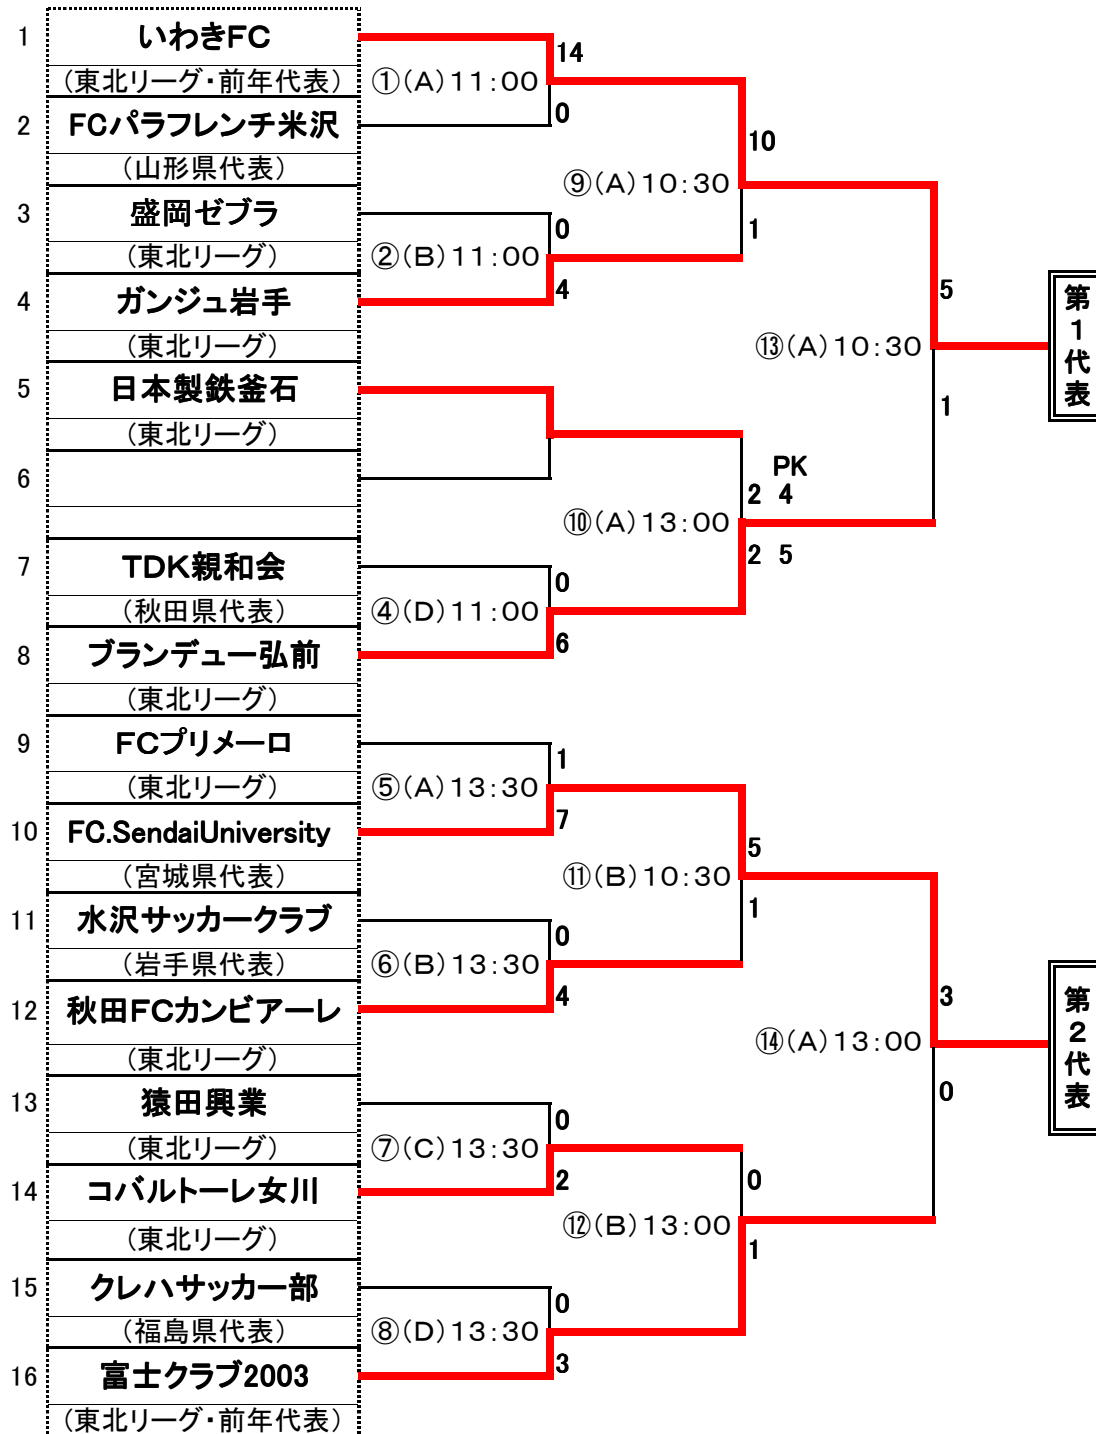 1
いわきFC
(東北リーグ・前年代表)
2
FCパラフレンチ米沢
(山形県代表)
3
盛岡ゼブラ
(東北リーグ)
4
ガンジュ岩手
(東北リーグ)
5
日本製鉄釜石
(東北リーグ)
6
7
TDK親和会
(秋田県代表)
8
ブランデュー弘前
(東北リーグ)
9
FCプリメーロ
(東北リーグ)
10
FC.SendaiUniversity
(宮城県代表)
11
水沢サッカークラブ
(岩手県代表)
12
秋田FCカンビアーレ
(東北リーグ)
13
猿田興業
(東北リーグ)
14
コバルトーレ女川
(東北リーグ)
15
クレハサッカー部
(福島県代表)
16
富士クラブ2003
(東北リーグ・前年代表)
14
①(A)11:00
0
0
②(B)11:00
4
0
④(D)11:00
6
1
⑤(A)13:30
7
0
⑥(B)13:30
4
0
⑦(C)13:30
2
0
⑧(D)13:30
3
10
⑨(A)10:30
1
PK
2 4
⑩(A)13:00
2 5
5
⑪(B)10:30
1
0
⑫(B)13:00
1
5
⑬(A)10:30
1
3
⑭(A)13:00
0
第1代表
第2代表